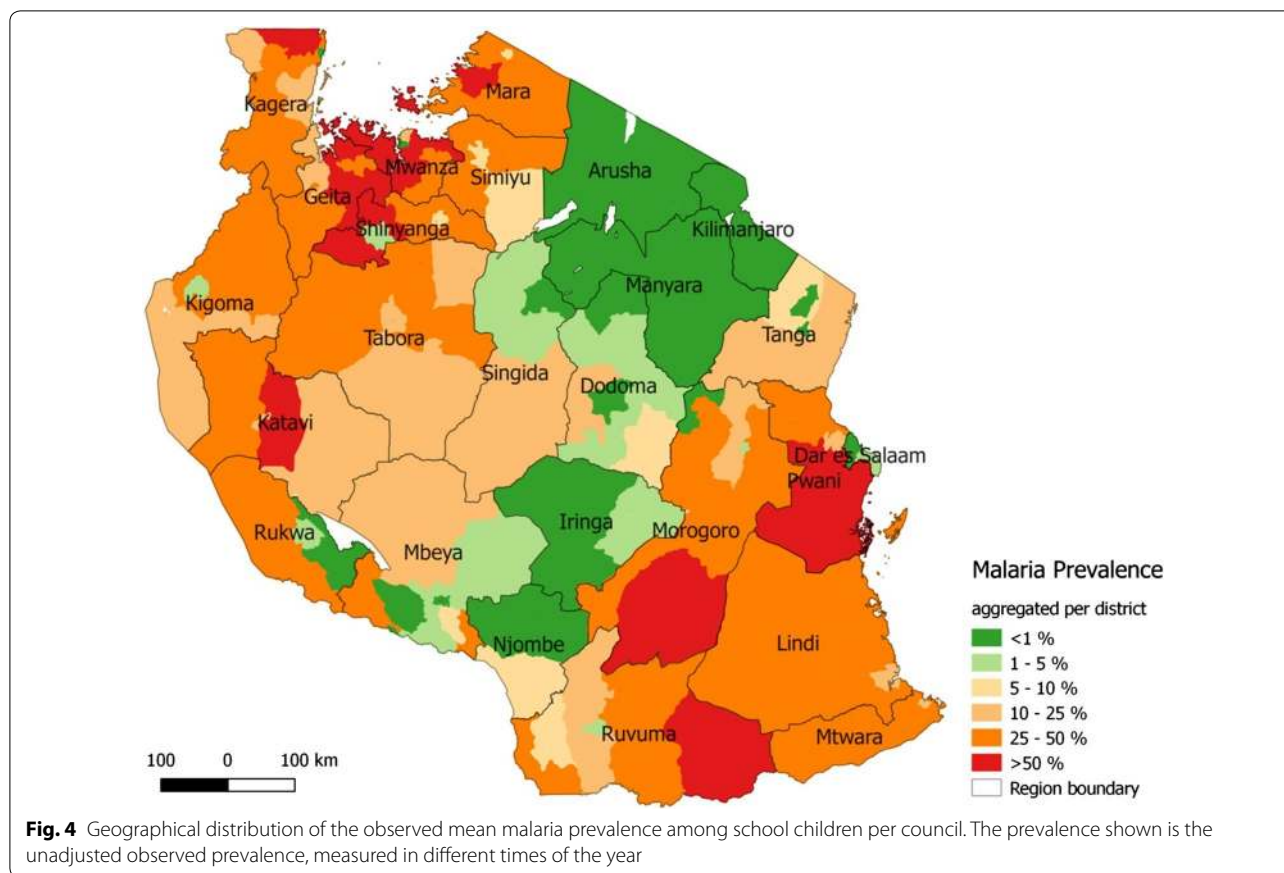 Kagera
Mara
Mwanza
Simiyu
Arusha
Geita
Shinyanga
Kilimanjaro
Manyara
Kigoma
Tabora
Tanga
Singida
Dodoma
Katavi
Dar es Salaam
Pwani
Rukwa
Iringa
Morogoro
Mbeya
Njombe
Lindi
Ruvuma
Mtwara
Malaria Prevalence
aggregated per district
<1 %
1 - 5 %
5 - 10 %
10 - 25 %
25 - 50 %
>50 %
Region boundary
100 0 100 km
Fig. 4 Geographical distribution of the observed mean malaria prevalence among school children per council. The prevalence shown is the
unadjusted observed prevalence, measured in different times of the year